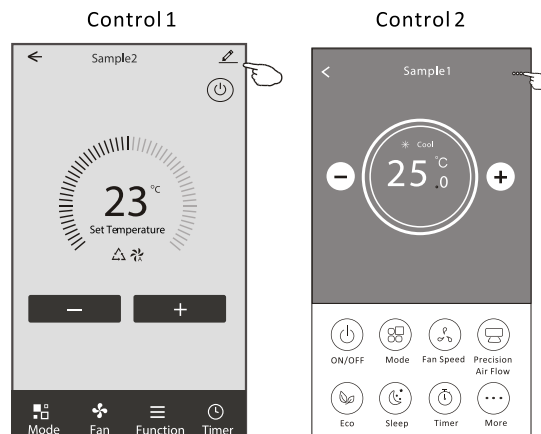 Control 1
Control 2
Sample2
23°C
Set Temperature
A
Mode Fan Function Timer
Sample1
Cool
25.0°C
ON/OFF Mode Fan Speed Precision
Air Flow
Eco Sleep Timer More